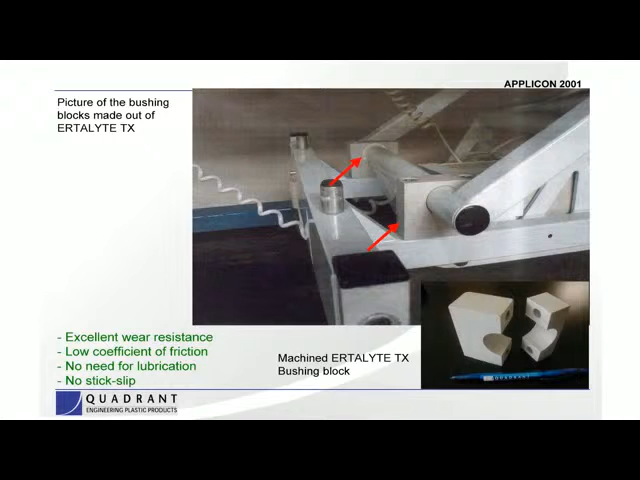 APPLICON 2001
Picture of the bushing
blocks made out of
ERTALYTE TX
- Excellent wear resistance
- Low coefficient of friction
- No need for lubrication
- No stick-slip
Machined ERTALYTE TX
Bushing block
QUADRANT
QUADRANT
ENGINEERING PLASTIC PRODUCTS